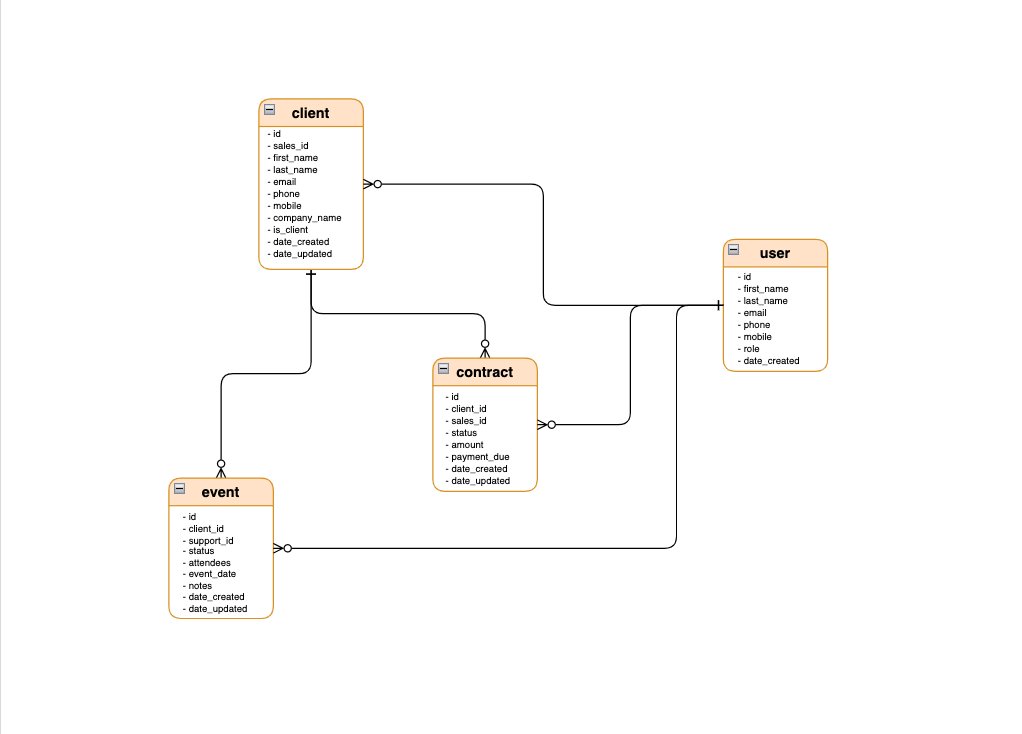 client
- id
- sales_id
- first_name
- last_name
- email
- phone
- mobile
- company_name
- is_client
- date_created
- date_updated
user
- id
- first_name
- last_name
- email
- phone
- mobile
- role
- date_created
contract
- id
- client_id
- sales_id
- status
- amount
- payment_due
- date_created
- date_updated
event
- id
- client_id
- support_id
- status
- attendees
- event_date
- notes
- date_created
- date_updated